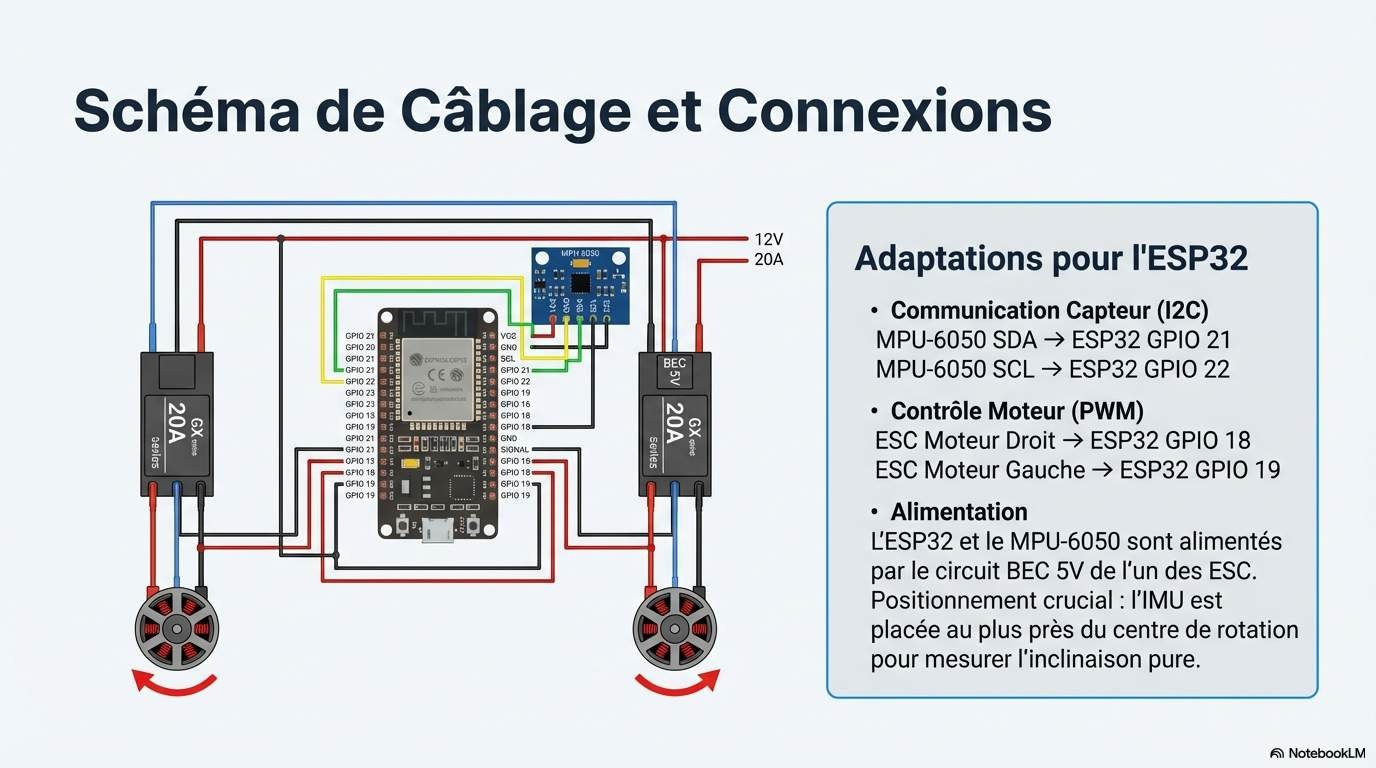 Schéma de Câblage et Connexions
12V
20A
MPH 6050
GPIO 21
GPIO 20
GPIO 21
GPIO 21
GPIO 22
GPIO 23
GPIO 23
GPIO 13
GPIO 19
GPIO 21
GPIO 21
GPIO 13
GPIO 18
GPIO 19
GPIO 19
GND
SCL
GPIO 21
GPIO 22
GPIO 19
GPIO 16
GPIO 18
GPIO 18
GND
SIGNAL
GPIO 16
GPIO 18
GPIO 19
GPIO 19
CE
GX
20A
BEC
5V
GX
20A
Adaptations pour l'ESP32
• Communication Capteur (I2C)
MPU-6050 SDA → ESP32 GPIO 21
MPU-6050 SCL → ESP32 GPIO 22
• Contrôle Moteur (PWM)
ESC Moteur Droit → ESP32 GPIO 18
ESC Moteur Gauche → ESP32 GPIO 19
• Alimentation
L'ESP32 et le MPU-6050 sont alimentés
par le circuit BEC 5V de l'un des ESC.
Positionnement crucial : l'IMU est
placée au plus près du centre de rotation
pour mesurer l'inclinaison pure.
NotebookLM